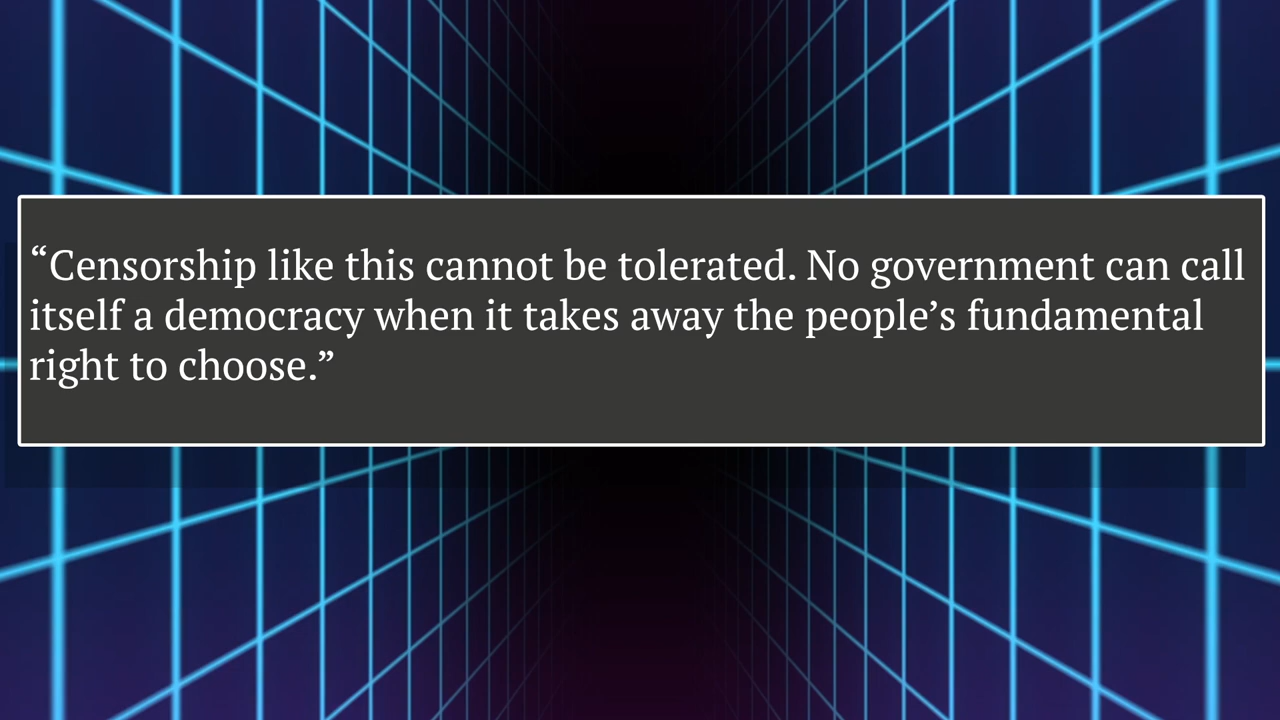 “Censorship like this cannot be tolerated. No government can call
itself a democracy when it takes away the people’s fundamental
right to choose.”